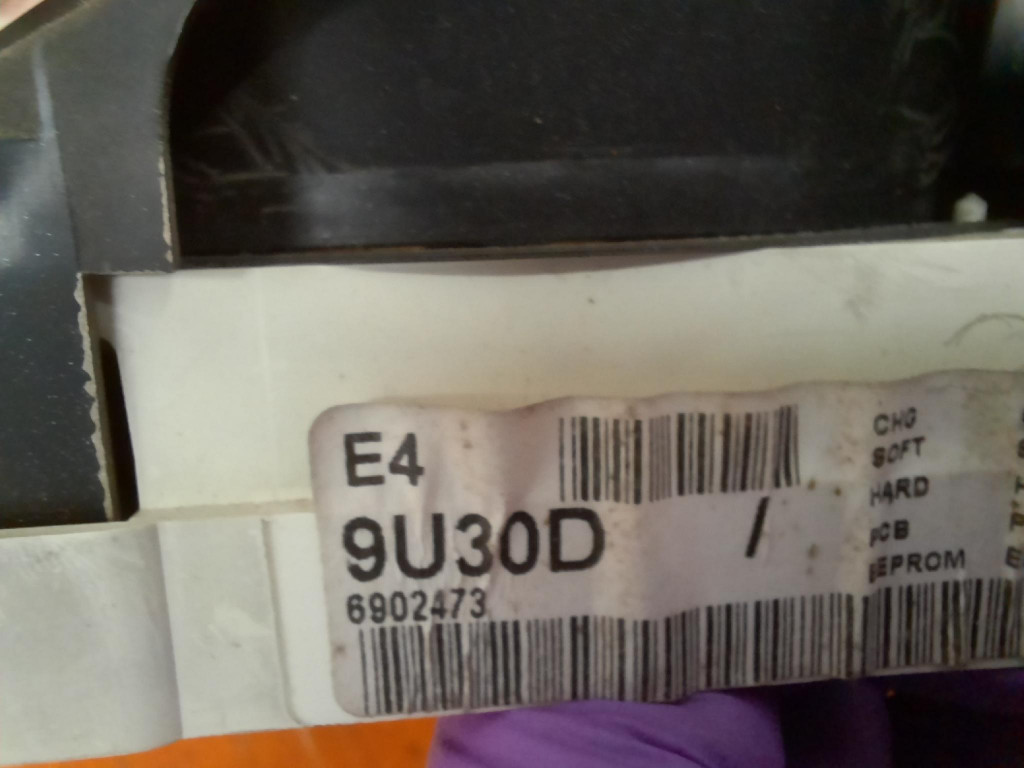 E4
9U30D /
6902473
CHG
SOFT
HARD
PCB
EEPROM